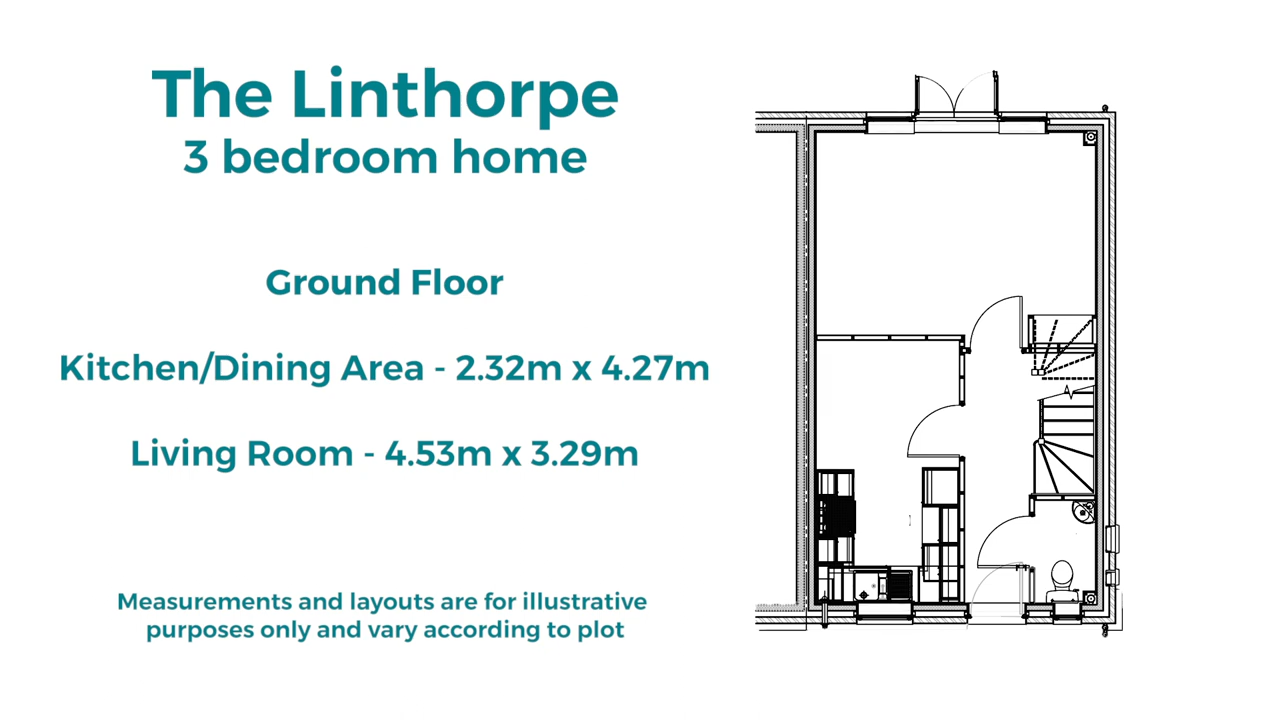 The Linthorpe
3 bedroom home
Ground Floor
Kitchen/Dining Area - 2.32m x 4.27m
Living Room - 4.53m x 3.29m
Measurements and layouts are for illustrative
purposes only and vary according to plot